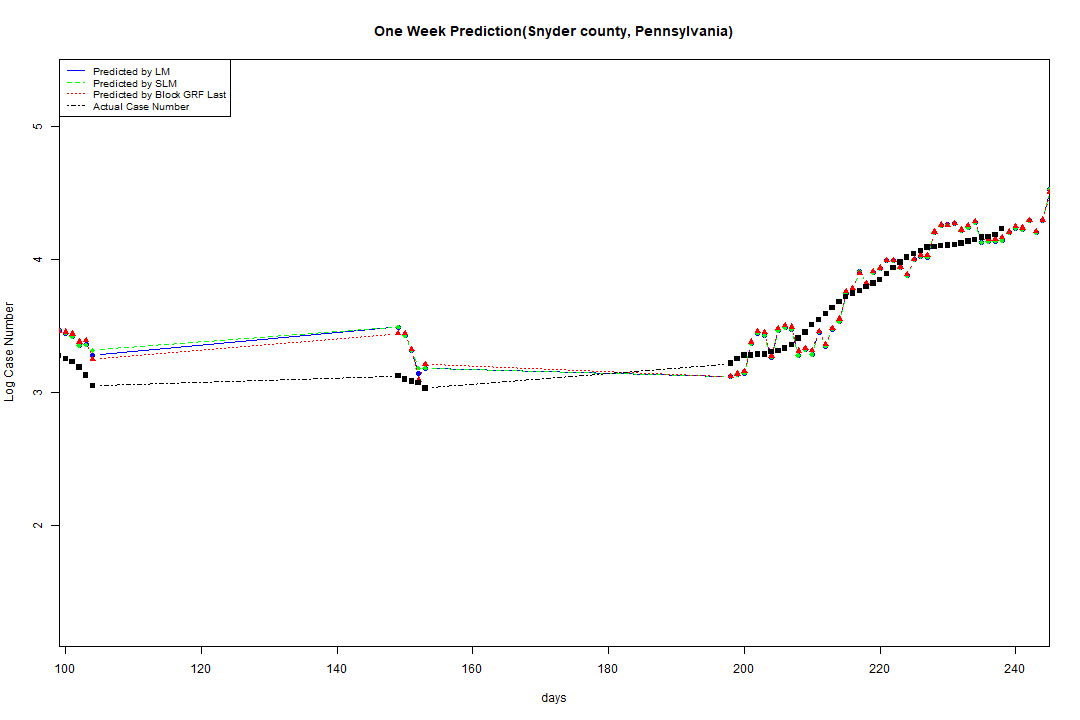 One Week Prediction(Snyder county, Pennsylvania)
Predicted by LM
Predicted by SLM
Predicted by Block GRF Last
Actual Case Number
Log Case Number
5
4
3
2
100 120 140 160 180 200 220 240
days